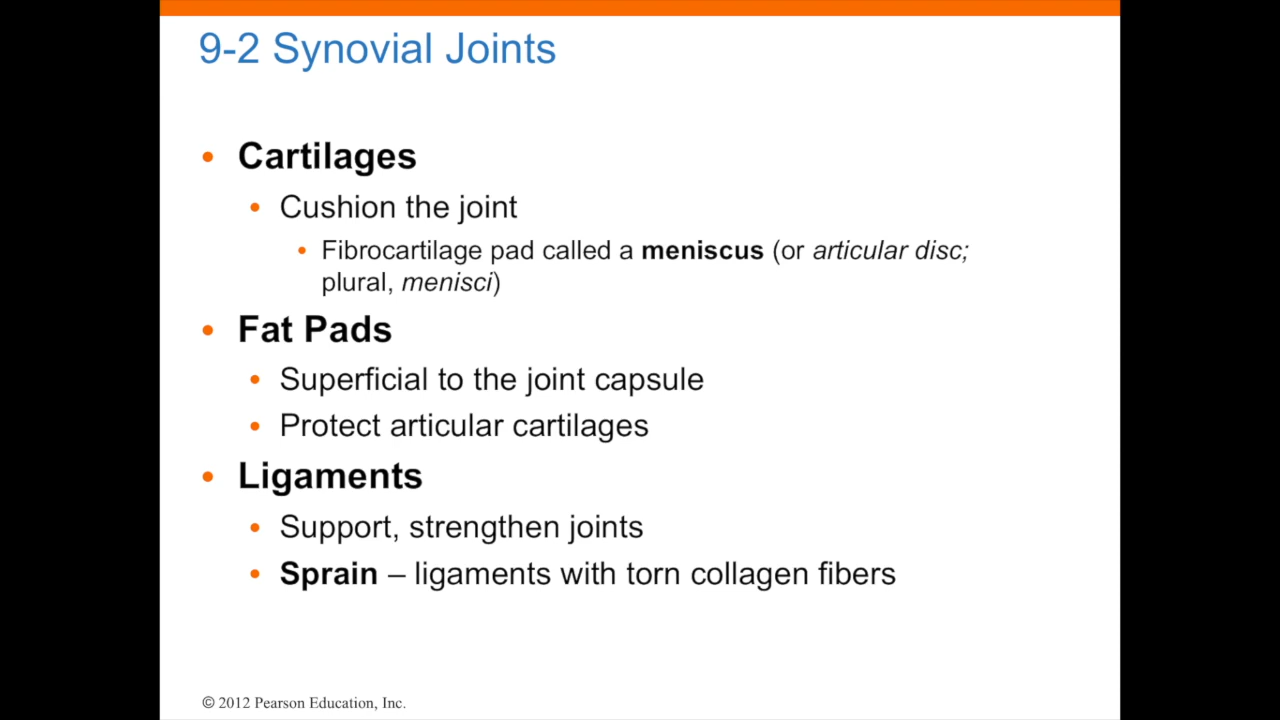 9-2 Synovial Joints
• Cartilages
• Cushion the joint
• Fibrocartilage pad called a meniscus (or articular disc;
plural, menisci)
• Fat Pads
• Superficial to the joint capsule
• Protect articular cartilages
• Ligaments
• Support, strengthen joints
• Sprain – ligaments with torn collagen fibers
© 2012 Pearson Education, Inc.